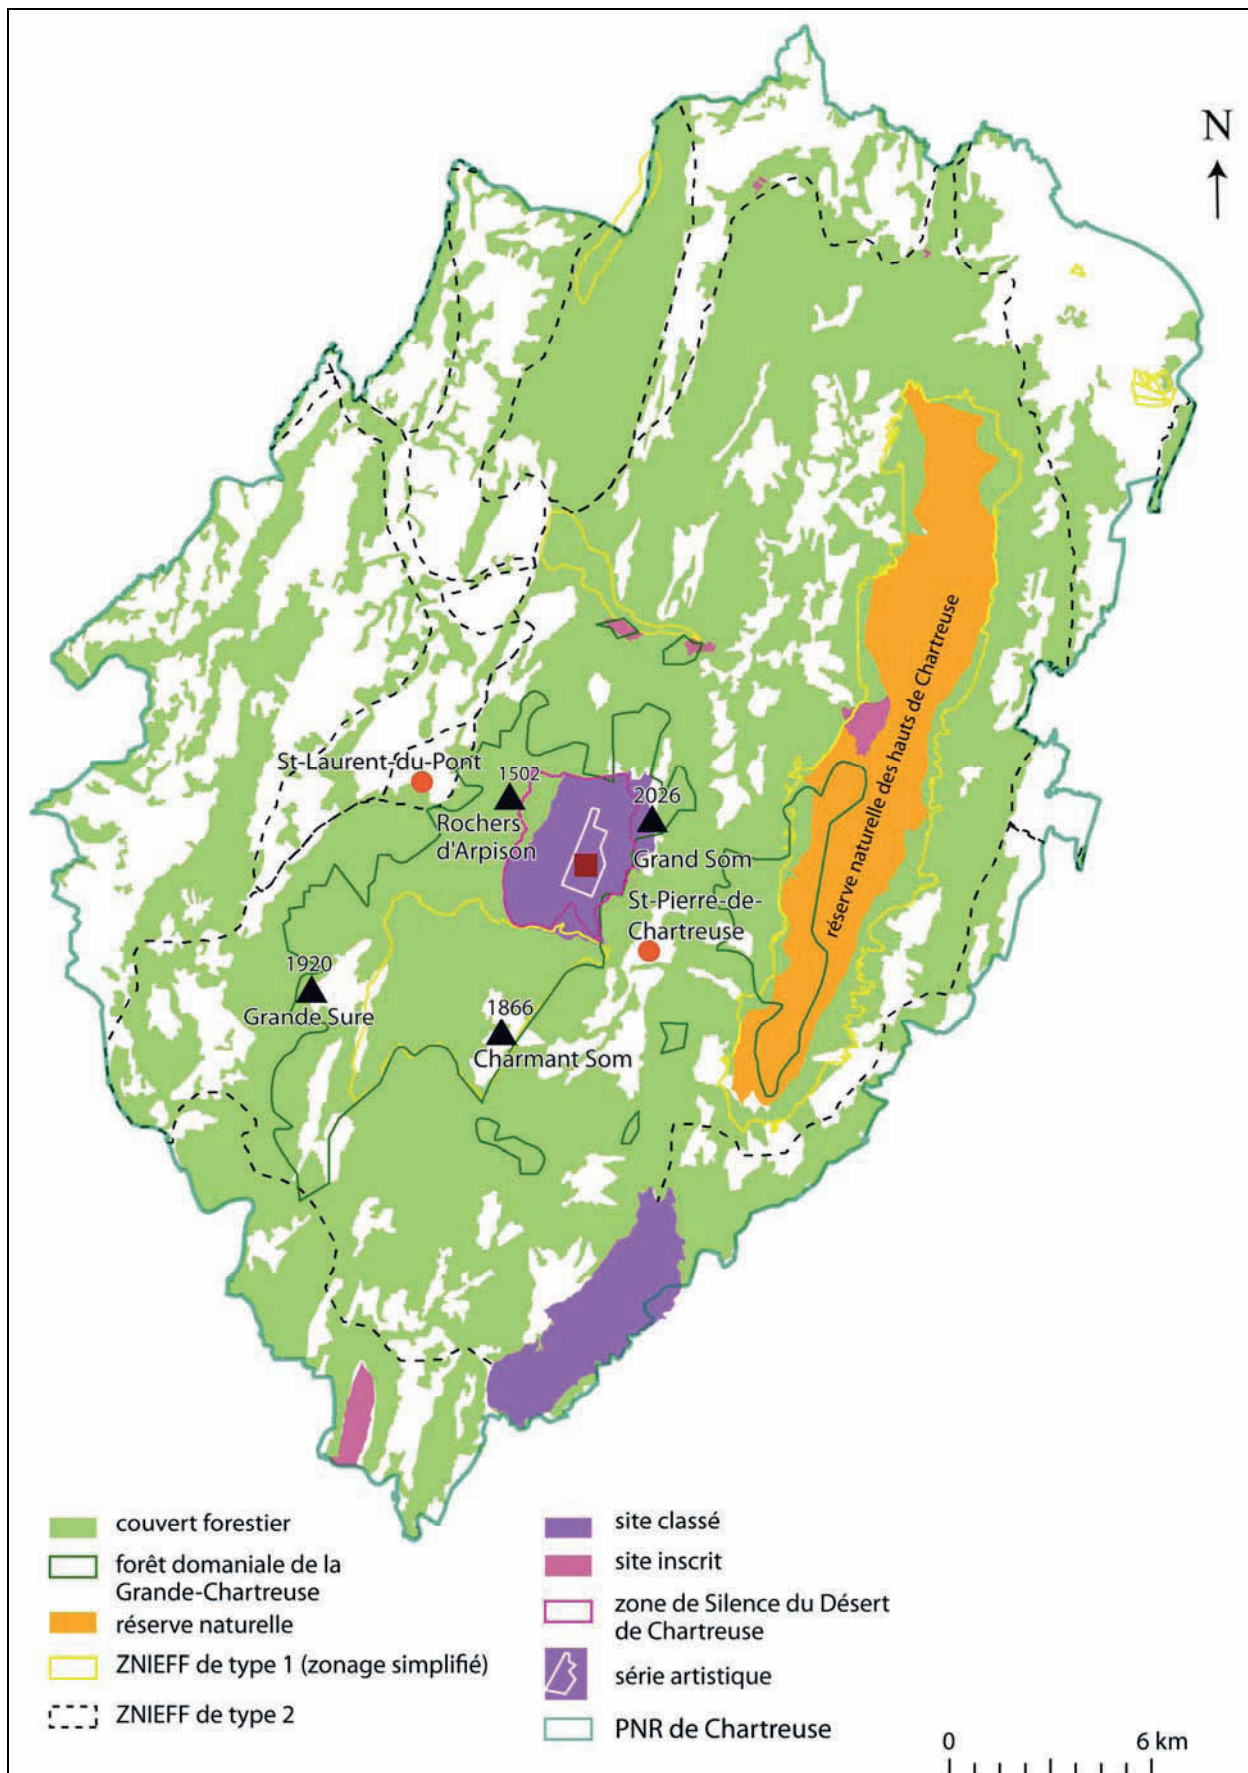 N
réserve naturelle des hauts de Chartreuse
St-Laurent-du-Pont
1502
Rochers
d'Arpison
2026
Grand Som
St-Pierre-de-
Chartreuse
1920
Grande Sure
1866
Charmant Som
couvert forestier
forêt domaniale de la
Grande-Chartreuse
réserve naturelle
ZNIEFF de type 1 (zonage simplifié)
ZNIEFF de type 2
site classé
site inscrit
zone de Silence du Désert
de Chartreuse
série artistique
PNR de Chartreuse
0 6 km